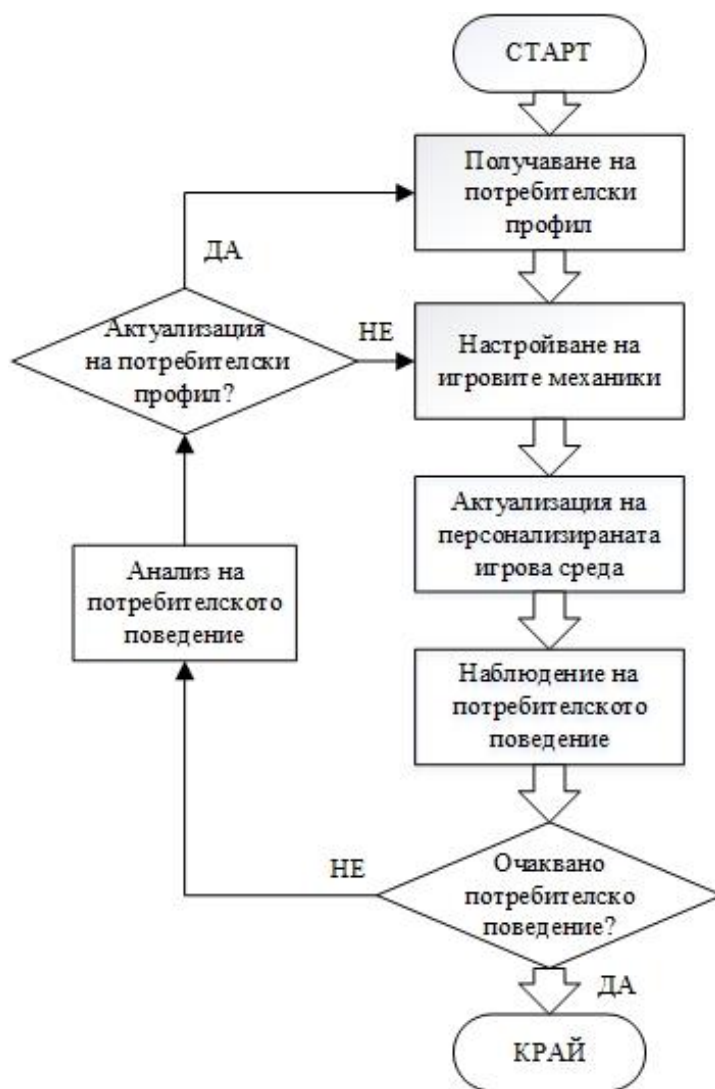 СТАРТ
Получаване на
потребителски
профил
ДА
Актуализация
на потребителски
профил?
НЕ
Настройване на
игровите механики
Актуализация на
персонализираната
игрова среда
Анализ на
потребителското
поведение
Наблюдение на
потребителското
поведение
НЕ
Очаквано
потребителско
поведение?
ДА
КРАЙ